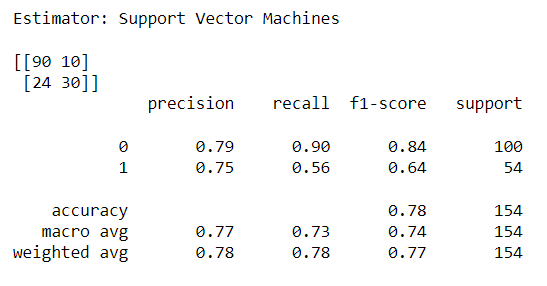 Estimator: Support Vector Machines
[[90 10]
[24 30]]
precision recall f1-score support
0 0.79 0.90 0.84 100
1 0.75 0.56 0.64 54
accuracy 0.78 154
macro avg 0.77 0.73 0.74 154
weighted avg 0.78 0.78 0.77 154